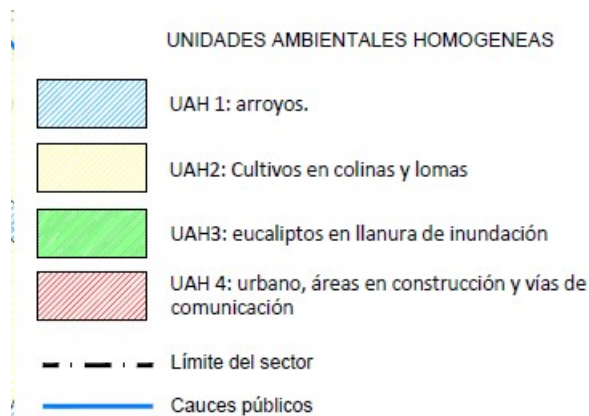 UNIDADES AMBIENTALES HOMOGENEAS
UAH 1: arroyos.
UAH2: Cultivos en colinas y lomas
UAH3: eucaliptos en llanura de inundación
UAH 4: urbano, áreas en construcción y vías de
comunicación
Límite del sector
Cauces públicos